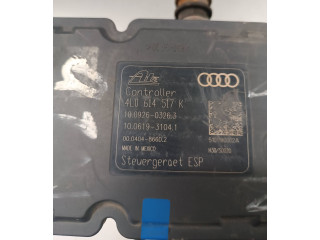 Ate
Controller
4L0 614 517 K
10.0926-0326.3
10.0619-3104.1
00.0404-866D.2
MADE IN MEXICO
Steuergeraet ESP